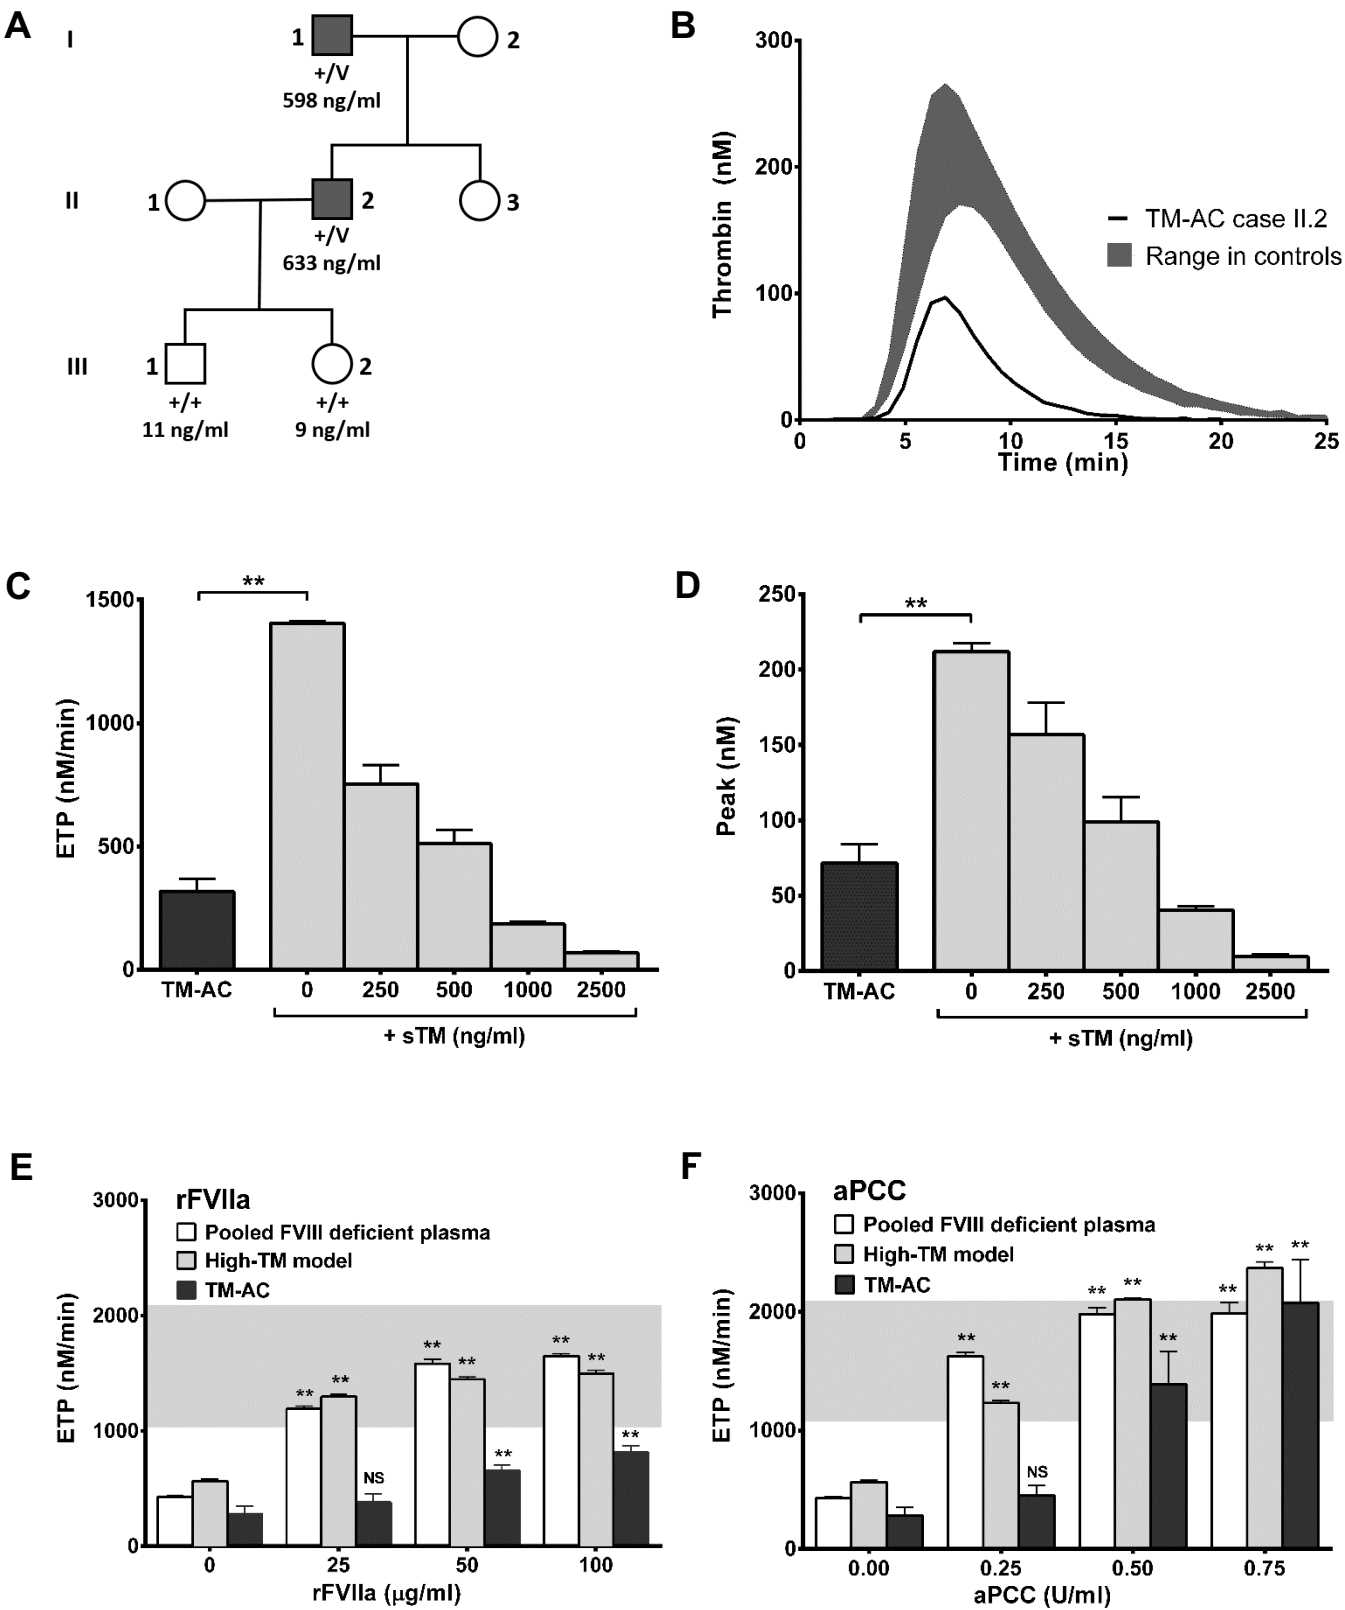 A
I
1
2
+/V
598 ng/ml
II
1
2
3
+/V
633 ng/ml
III
1
2
+/+
+/+
11 ng/ml
9 ng/ml
B
300
200
100
0
Thrombin (nM)
TM-AC case II.2
Range in controls
0 5 10 15 20 25
Time (min)
C
**
1500
1000
500
0
ETP (nM/min)
TM-AC 0 250 500 1000 2500
+ sTM (ng/ml)
D
**
250
200
150
100
50
0
Peak (nM)
TM-AC 0 250 500 1000 2500
+ sTM (ng/ml)
E
3000
2000
1000
0
ETP (nM/min)
rFVIIa
Pooled FVIII deficient plasma
High-TM model
TM-AC
** ** NS
** ** **
** ** **
0 25 50 100
rFVIIa (μg/ml)
F
3000
2000
1000
0
ETP (nM/min)
aPCC
Pooled FVIII deficient plasma
High-TM model
TM-AC
** ** NS
** ** **
** ** **
0.00 0.25 0.50 0.75
aPCC (U/ml)